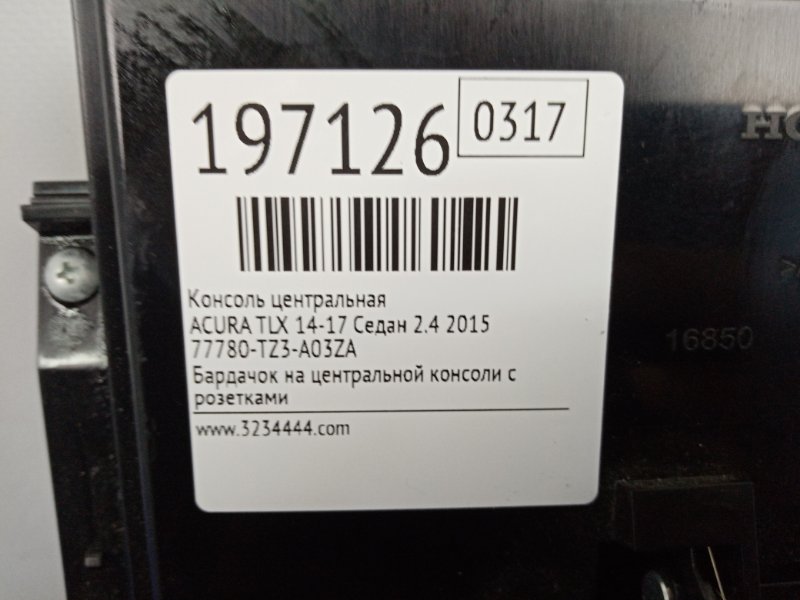 197126
0317
Консоль центральная
ACURA TLX 14-17 Седан 2.4 2015
77780-TZ3-A03ZA
Бардачок на центральной консоли с
розетками
www.3234444.com
16850